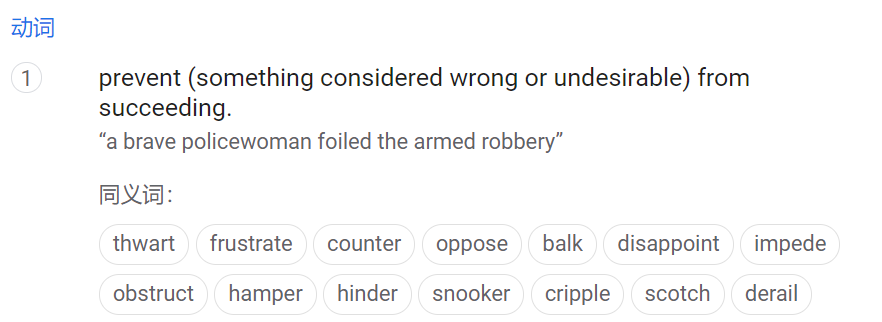 动词
1 prevent (something considered wrong or undesirable) from
succeeding.
“a brave policewoman foiled the armed robbery”
同义词：
thwart frustrate counter oppose balk disappoint impede
obstruct hamper hinder snooker cripple scotch derail